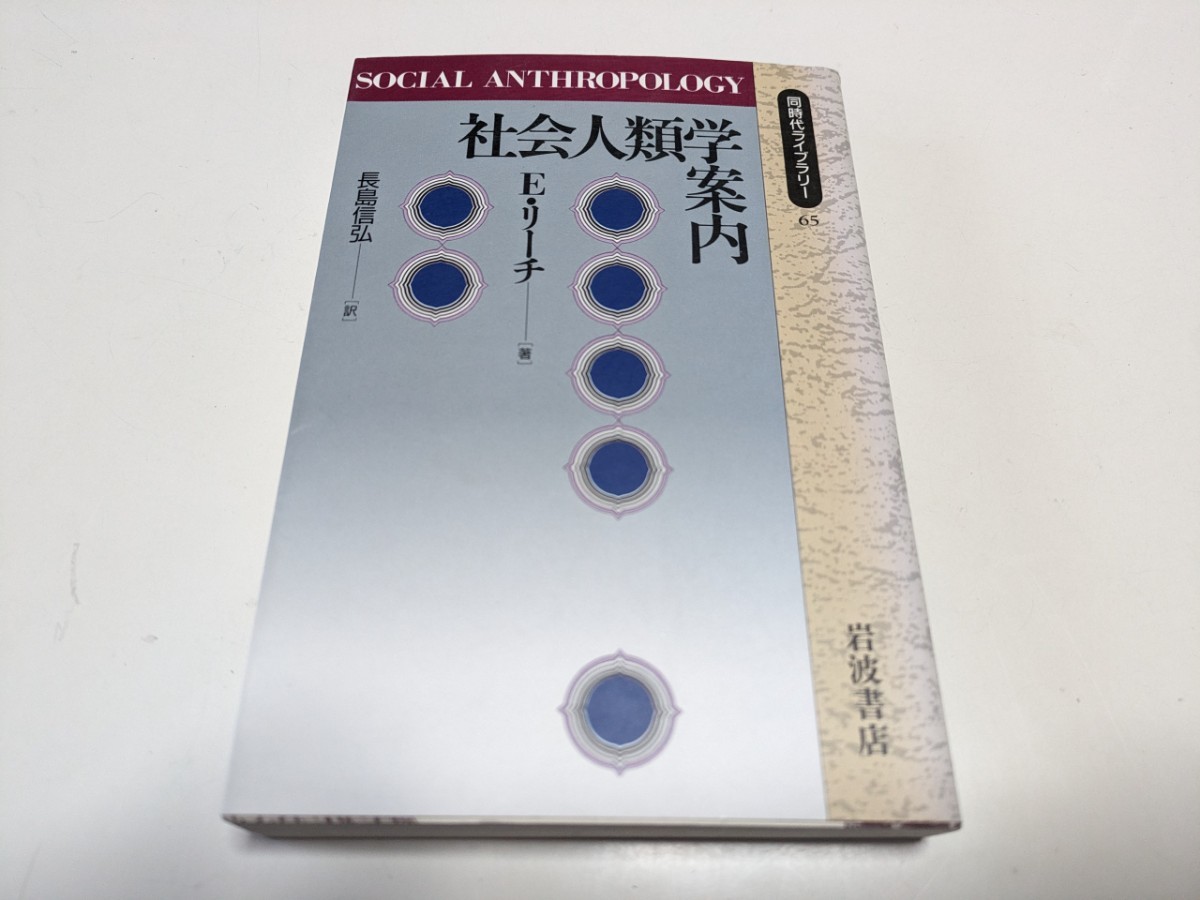 SOCIAL ANTHROPOLOGY
社会人類学案内
E・リーチ
[著]
長島信弘
[訳]
同時代ライブラリー
65
岩波書店